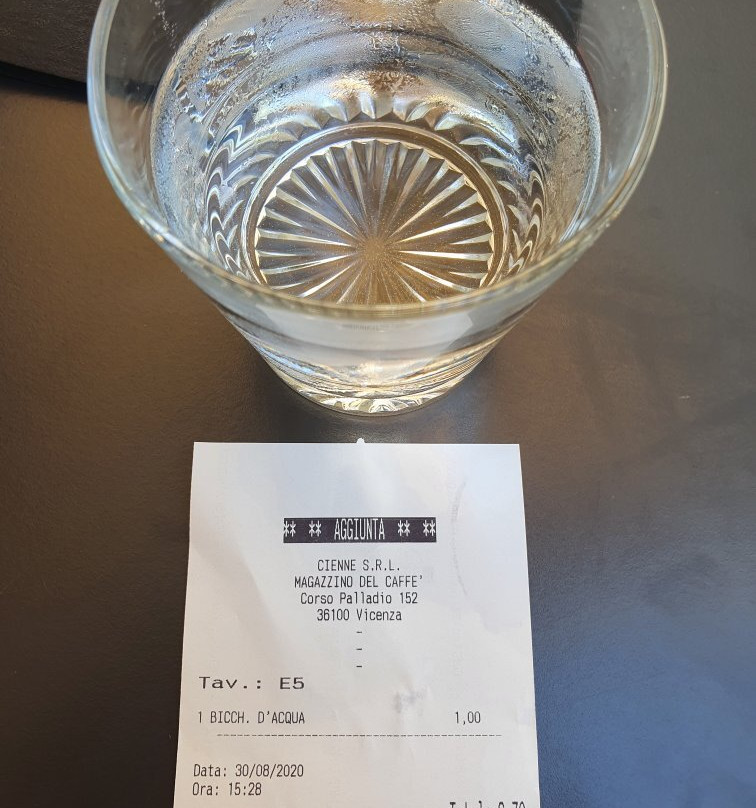 ** ** AGGIUNTA ** **
CIENNE S.R.L.
MAGAZZINO DEL CAFFE'
Corso Palladio 152
36100 Vicenza
-
-
-
Tav.: E5
1 BICCH. D'ACQUA 1,00
Data: 30/08/2020
Ora: 15:28